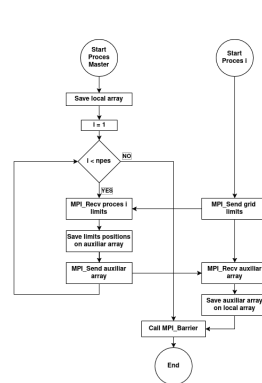 Start
Proces
Master
Start
Proces i
Save local array
i = 1
i < npes
NO
YES
MPI_Recv proces i
limits
MPI_Send grid
limits
Save limits positions
on auxiliar array
MPI_Send auxiliar
array
MPI_Recv auxiliar
array
Save auxiliar array
on local array
Call MPI_Barrier
End